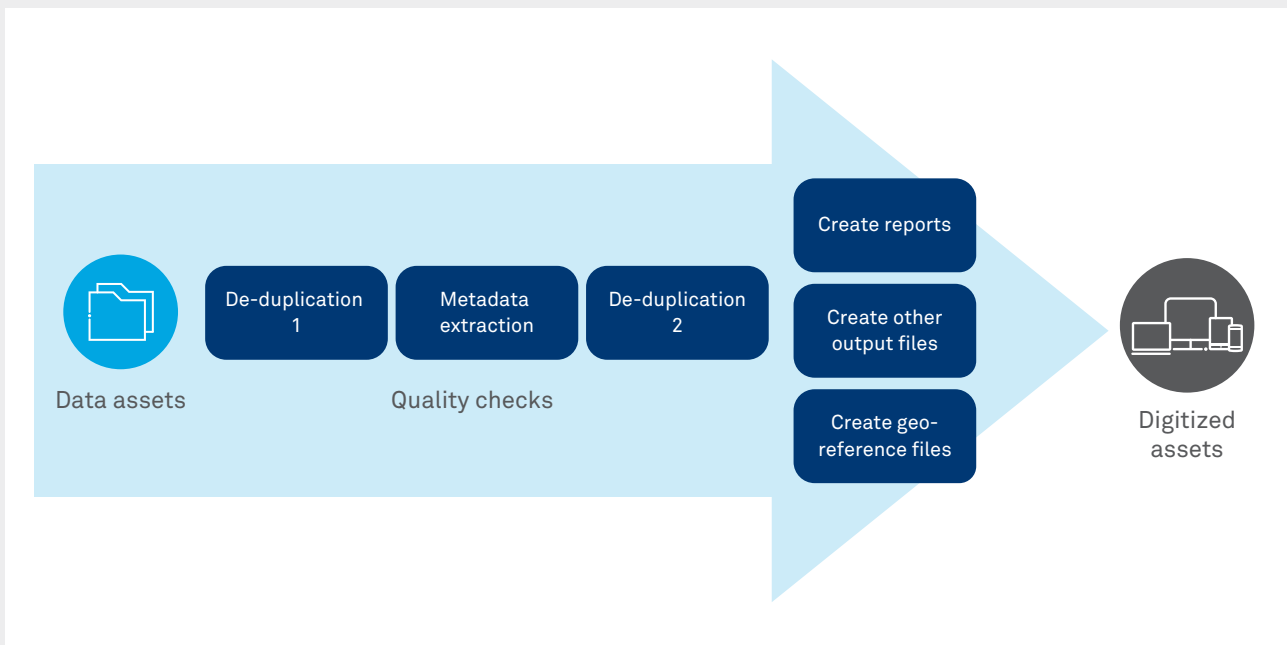 Data assets
De-duplication
1
Metadata
extraction
De-duplication
2
Quality checks
Create reports
Create other
output files
Create geo-
reference files
Digitized
assets